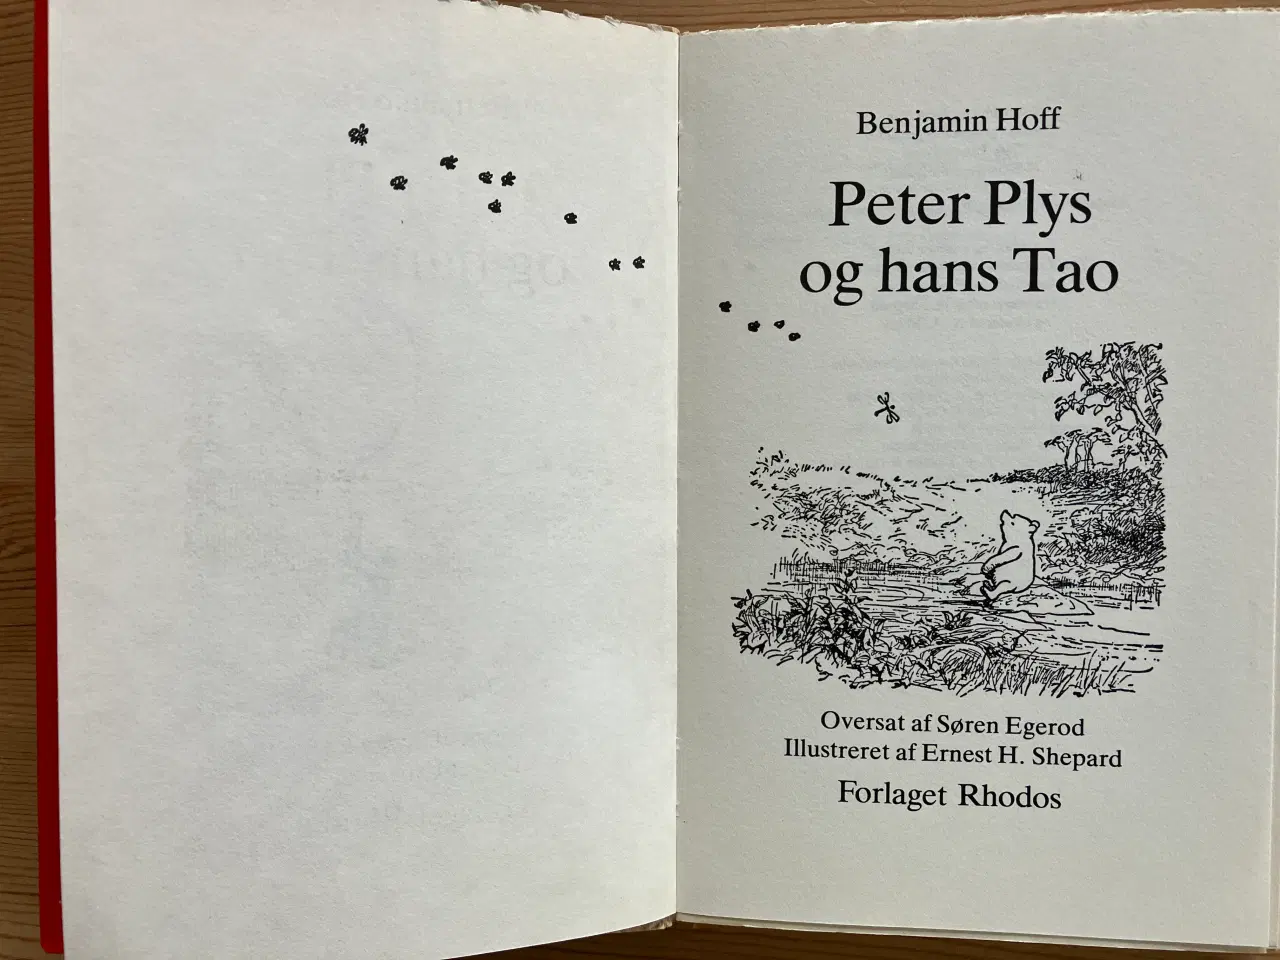 Benjamin Hoff
Peter Plys
og hans Tao
Oversat af Søren Egerod
Illustreret af Ernest H. Shepard
Forlaget Rhodos